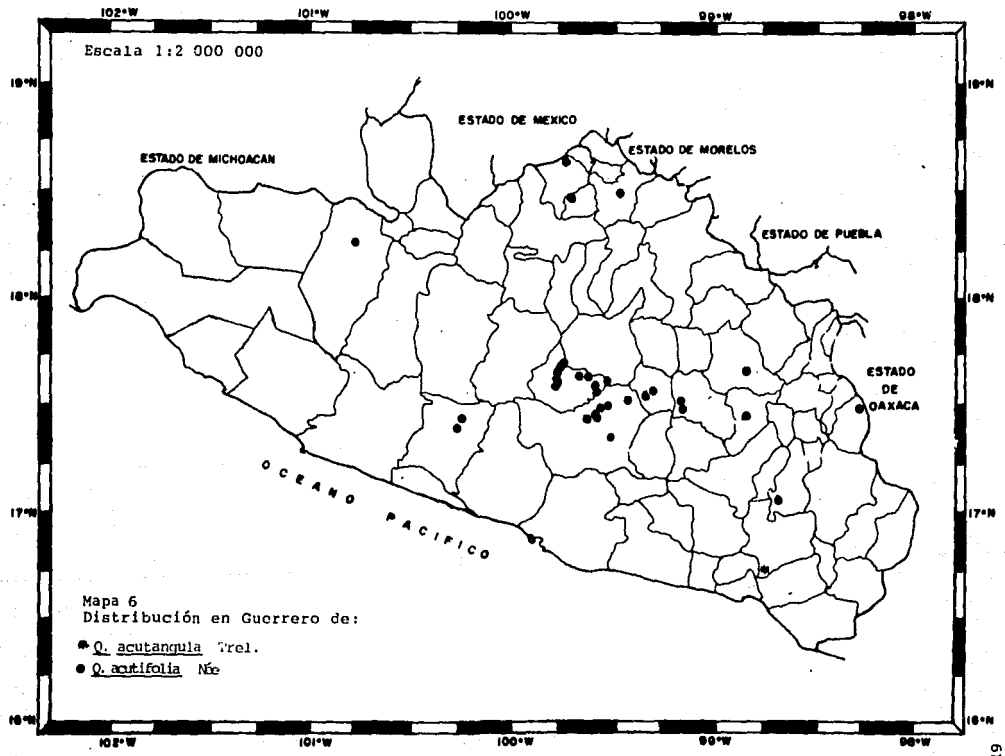 102°W 101°W 100°W 99°W 98°W
Escala 1:2 000 000
19°N 19°N
ESTADO DE MEXICO
ESTADO DE MORELOS
ESTADO DE MICHOACAN
ESTADO DE PUEBLA
18°N 18°N
ESTADO
DE
OAXACA
OCEANO PACIFICO
17°N 17°N
Mapa 6
Distribución en Guerrero de:
* Q. acutangula Trel.
● Q. acutifolia Née
16°N 16°N
102°W 101°W 100°W 99°W 98°W